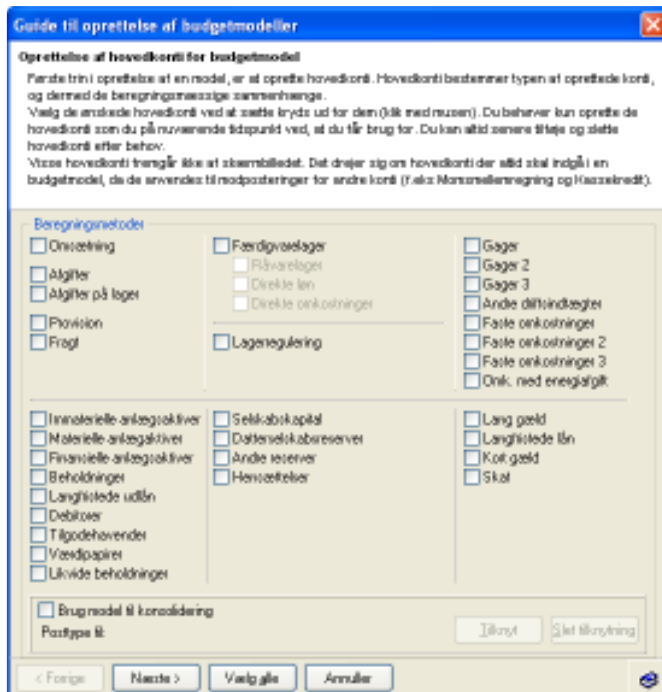 Guide til oprettelse af budgetmodeller
Oprettelse af hovedkonti for budgetmodel
Første trin i oprettelse af en model, er at oprette hovedkonti. Hovedkonti bestemmer typen af oprettede konti,
og dermed de beregningsmæssige sammenhænge.
Vælg de ønskede hovedkonti ved at sætte kryds ud for dem (klik med musen). Du behøver kun oprette de
hovedkonti som du på nuværende tidspunkt ved, at du får brug for. Du kan altid senere tilføje og slette
hovedkonti efter behov.
Visse hovedkonti fremgår ikke af skærmbilledet. Det drejer sig om hovedkonti der altid skal indgå i en
budgetmodel, da de anvendes til modposteringer for andre konti (f.eks Momsmellemregning og Kassekredit).
Beregningsmetoder
Omsætning
Afgifter
Afgifter på lager
Provision
Fragt
Færdigvarelager
Råvarelager
Direkte løn
Direkte omkostninger
Lagerregulering
Gager
Gager 2
Gager 3
Andre driftsindtægter
Faste omkostninger
Faste omkostninger 2
Faste omkostninger 3
Omk. med energiafgift
Immaterielle anlægsaktiver
Materielle anlægaktiver
Finansielle anlægsaktiver
Beholdninger
Langfristede udlån
Debitorer
Tilgodehavender
Værdipapirer
Likvide beholdninger
Selskabskapital
Datterselskabsreserver
Andre reserver
Hensættelser
Lang gæld
Langfristede lån
Kort gæld
Skat
Brug model til konsolidering
Posttype fil:
Tilknyt
Slet tilknytning
< Forrige
Næste >
Vælg alle
Annuller